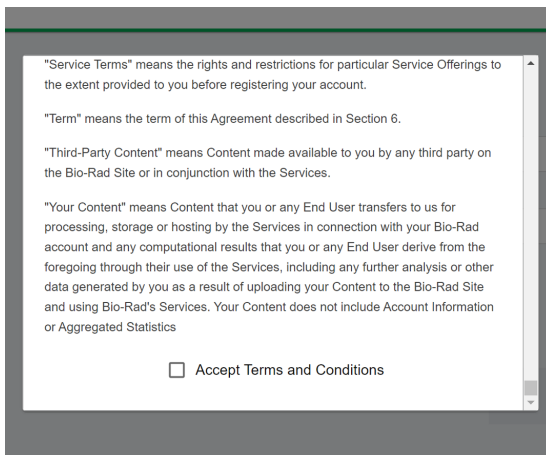 "Service Terms" means the rights and restrictions for particular Service Offerings to
the extent provided to you before registering your account.
"Term" means the term of this Agreement described in Section 6.
"Third-Party Content" means Content made available to you by any third party on
the Bio-Rad Site or in conjunction with the Services.
"Your Content" means Content that you or any End User transfers to us for
processing, storage or hosting by the Services in connection with your Bio-Rad
account and any computational results that you or any End User derive from the
foregoing through their use of the Services, including any further analysis or other
data generated by you as a result of uploading your Content to the Bio-Rad Site
and using Bio-Rad's Services. Your Content does not include Account Information
or Aggregated Statistics
Accept Terms and Conditions